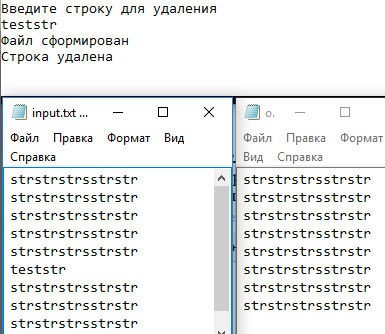 Введите строку для удаления
teststr
Файл сформирован
Строка удалена
input.txt ...
Файл Правка Формат Вид
Справка
strstrstrsstrstr
strstrstrsstrstr
strstrstrsstrstr
strstrstrsstrstr
strstrstrsstrstr
teststr
strstrstrsstrstr
strstrstrsstrstr
strstrstrsstrstr
o.
Файл Правка Формат
Вид Справка
strstrstrsstrstr
strstrstrsstrstr
strstrstrsstrstr
strstrstrsstrstr
strstrstrsstrstr
strstrstrsstrstr
strstrstrsstrstr
strstrstrsstrstr